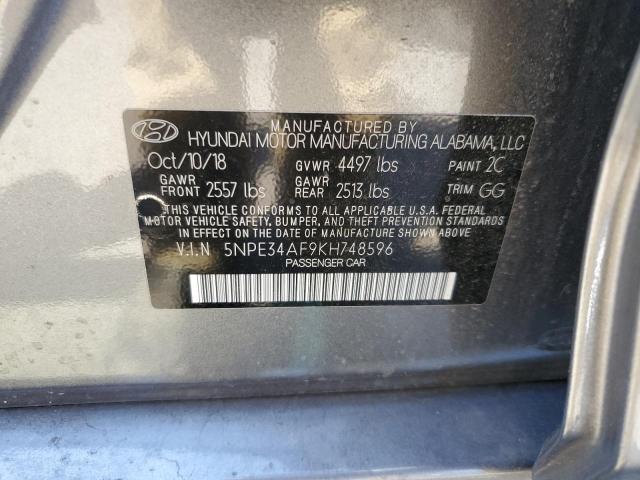 MANUFACTURED BY
HYUNDAI MOTOR MANUFACTURING ALABAMA, LLC
Oct/10/18 GVWR 4497 lbs PAINT 2C
GAWR FRONT 2557 lbs GAWR REAR 2513 lbs TRIM GG
THIS VEHICLE CONFORMS TO ALL APPLICABLE U.S.A. FEDERAL
MOTOR VEHICLE SAFETY, BUMPER, AND THEFT PREVENTION STANDARDS
IN EFFECT ON THE DATE OF MANUFACTURE SHOWN ABOVE
V.I.N 5NPE34AF9KH748596
PASSENGER CAR